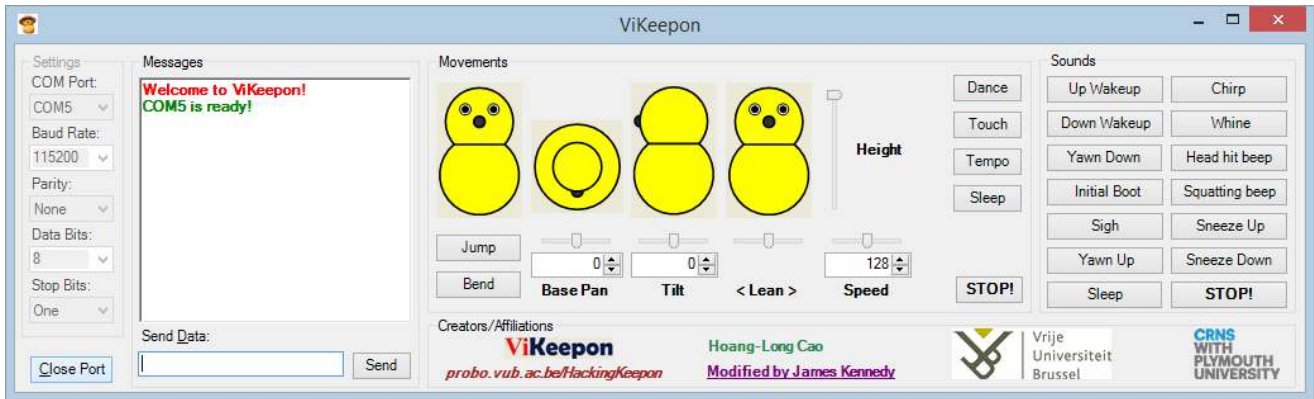 ViKeepon
Settings
COM Port:
COM5
Baud Rate:
115200
Parity:
None
Data Bits:
8
Stop Bits:
One
Close Port
Messages
Welcome to ViKeepon!
COM5 is ready!
Send Data:
Send
Movements
Height
Jump
Bend
0
Base Pan
0
Tilt
< Lean >
128
Speed
Dance
Touch
Tempo
Sleep
STOP!
Sounds
Up Wakeup
Chirp
Down Wakeup
Whine
Yawn Down
Head hit beep
Initial Boot
Squatting beep
Sigh
Sneeze Up
Yawn Up
Sneeze Down
Sleep
STOP!
Creators/Affiliations
ViKeepon
probo.vub.ac.be/HackingKeepon
Hoang-Long Cao
Modified by James Kennedy
Vrije
Universiteit
Brussel
CRNS
WITH
PLYMOUTH
UNIVERSITY